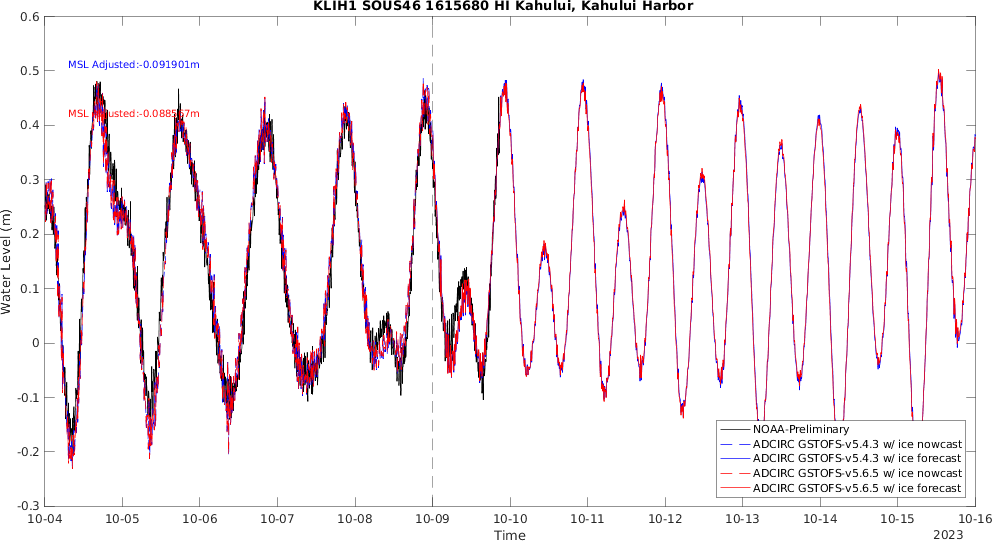 KLIH1 SOUS46 1615680 HI Kahului, Kahului Harbor
0.6
0.5
0.4
0.3
0.2
0.1
0
-0.1
-0.2
-0.3
Water Level (m)
MSL Adjusted:-0.091901m
MSL Adjusted:-0.088567m
NOAA-Preliminary
ADCIRC GSTOFS-v5.4.3 w/ ice nowcast
ADCIRC GSTOFS-v5.4.3 w/ ice forecast
ADCIRC GSTOFS-v5.6.5 w/ ice nowcast
ADCIRC GSTOFS-v5.6.5 w/ ice forecast
10-04 10-05 10-06 10-07 10-08 10-09 10-10 10-11 10-12 10-13 10-14 10-15 10-16
Time
2023